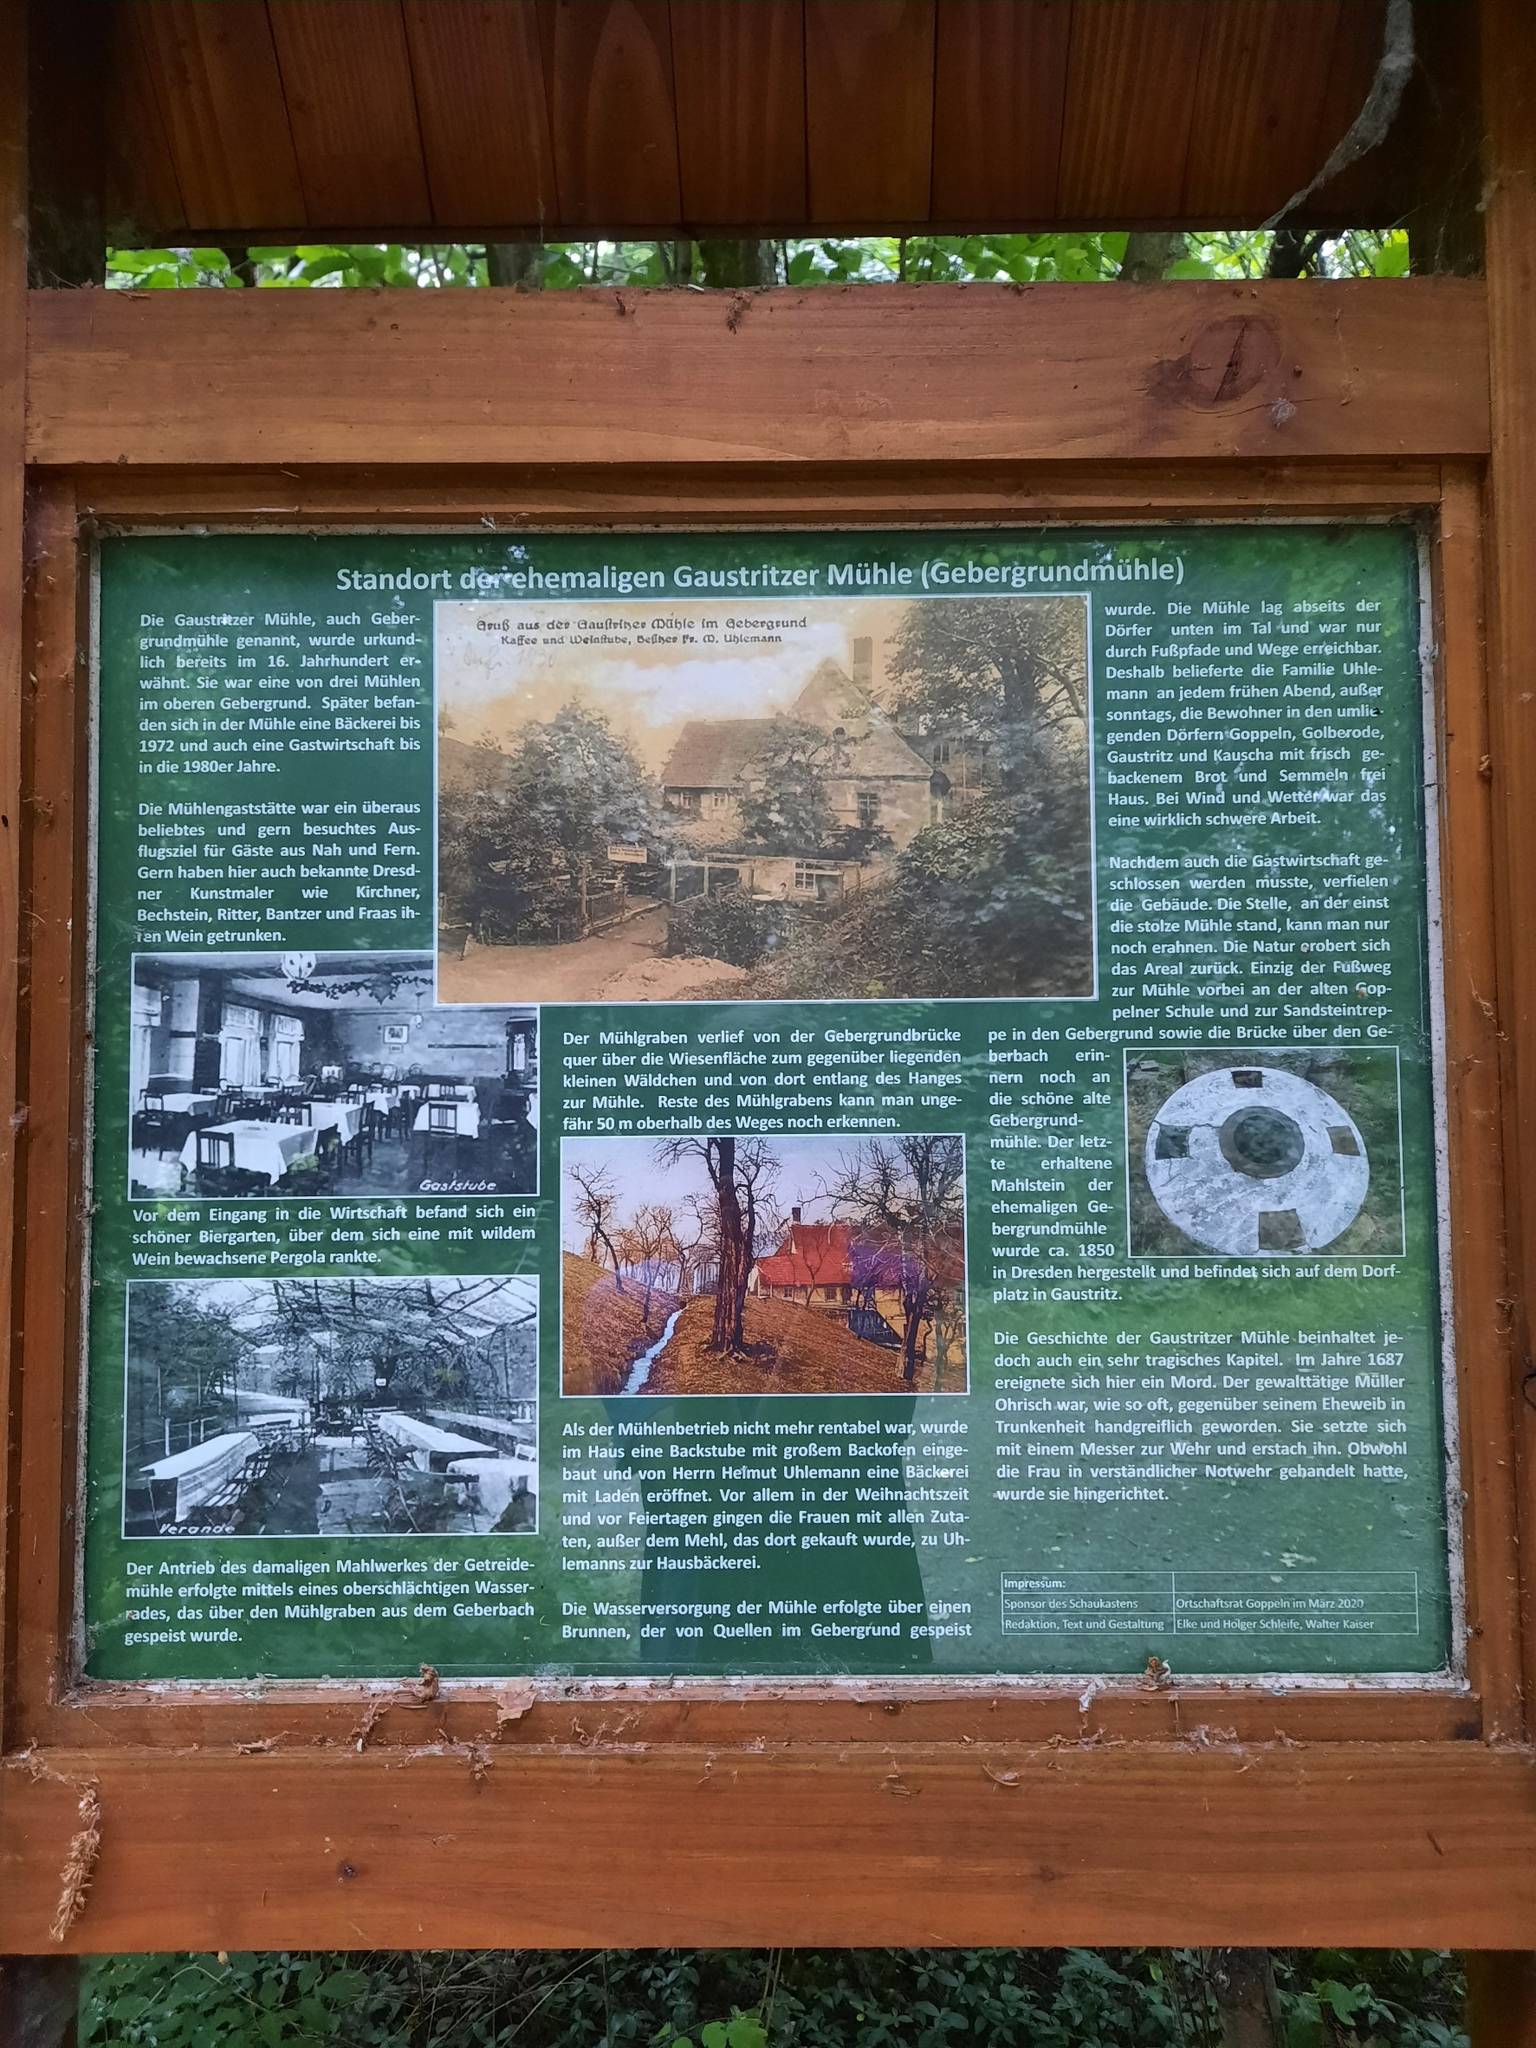 Standort der ehemaligen Gaustritzer Mühle (Gebergrundmühle)
Die Gaustritzer Mühle, auch Geber-
grundmühle genannt, wurde urkund-
lich bereits im 16. Jahrhundert er-
wähnt. Sie war eine von drei Mühlen
im oberen Gebergrund. Später befan-
den sich in der Mühle eine Bäckerei bis
1972 und auch eine Gastwirtschaft bis
in die 1980er Jahre.
Die Mühlengaststätte war ein überaus
beliebtes und gern besuchtes Aus-
flugsziel für Gäste aus Nah und Fern.
Gern haben hier auch bekannte Dresd-
ner Kunstmaler wie Kirchner,
Bechstein, Ritter, Bantzer und Fraas ih-
ren Wein getrunken.
Gruß aus der Gaustritzer Mühle im Gebergrund
Kaffee und Weinstube, Besitzer Fr. W. Uhlemann
Gaststube
Vor dem Eingang in die Wirtschaft befand sich ein
schöner Biergarten, über dem sich eine mit wildem
Wein bewachsene Pergola rankte.
Verande
Der Antrieb des damaligen Mahlwerkes der Getreide-
mühle erfolgte mittels eines oberschlächtigen Wasser-
rades, das über den Mühlgraben aus dem Geberbach
gespeist wurde.
Der Mühlgraben verlief von der Gebergrundbrücke
quer über die Wiesenfläche zum gegenüber liegenden
kleinen Wäldchen und von dort entlang des Hanges
zur Mühle. Reste des Mühlgrabens kann man unge-
fähr 50 m oberhalb des Weges noch erkennen.
Als der Mühlenbetrieb nicht mehr rentabel war, wurde
im Haus eine Backstube mit großem Backofen einge-
baut und von Herrn Helmut Uhlemann eine Bäckerei
mit Laden eröffnet. Vor allem in der Weihnachtszeit
und vor Feiertagen gingen die Frauen mit allen Zuta-
ten, außer dem Mehl, das dort gekauft wurde, zu Uh-
lemanns zur Hausbäckerei.
Die Wasserversorgung der Mühle erfolgte über einen
Brunnen, der von Quellen im Gebergrund gespeist
wurde. Die Mühle lag abseits der
Dörfer unten im Tal und war nur
durch Fußpfade und Wege erreichbar.
Deshalb belieferte die Familie Uhle-
mann an jedem frühen Abend, außer
sonntags, die Bewohner in den umlie-
genden Dörfern Goppeln, Golberode,
Gaustritz und Kauscha mit frisch ge-
backenem Brot und Semmeln frei
Haus. Bei Wind und Wetter war das
eine wirklich schwere Arbeit.
Nachdem auch die Gastwirtschaft ge-
schlossen werden musste, verfielen
die Gebäude. Die Stelle, an der einst
die stolze Mühle stand, kann man nur
noch erahnen. Die Natur erobert sich
das Areal zurück. Einzig der Fußweg
zur Mühle vorbei an der alten Gop-
pelner Schule und zur Sandsteintrep-
pe in den Gebergrund sowie die Brücke über den Ge-
berbach erin-
nern noch an
die schöne alte
Gebergrund-
mühle. Der letz-
te erhaltene
Mahlstein der
ehemaligen Ge-
bergrundmühle
wurde ca. 1850
in Dresden hergestellt und befindet sich auf dem Dorf-
platz in Gaustritz.
Die Geschichte der Gaustritzer Mühle beinhaltet je-
doch auch ein sehr tragisches Kapitel. Im Jahre 1687
ereignete sich hier ein Mord. Der gewalttätige Müller
Ohrisch war, wie so oft, gegenüber seinem Eheweib in
Trunkenheit handgreiflich geworden. Sie setzte sich
mit einem Messer zur Wehr und erstach ihn. Obwohl
die Frau in verständlicher Notwehr gehandelt hatte,
wurde sie hingerichtet.
Impressum:
Sponsor des Schaukastens Ortschaftsrat Goppeln im März 2020
Redaktion, Text und Gestaltung Elke und Holger Schleife, Walter Kaiser